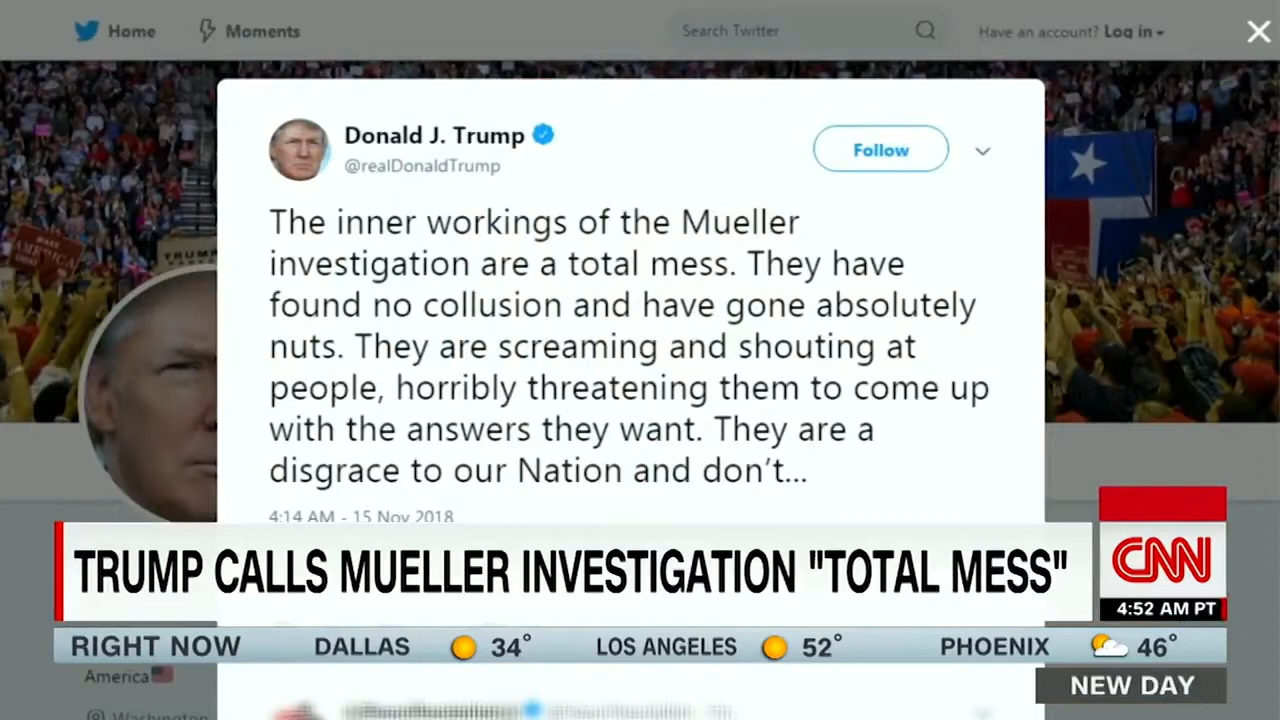 Home
Moments
Search Twitter
Have an account? Log in
Donald J. Trump
@realDonaldTrump
Follow
The inner workings of the Mueller
investigation are a total mess. They have
found no collusion and have gone absolutely
nuts. They are screaming and shouting at
people, horribly threatening them to come up
with the answers they want. They are a
disgrace to our Nation and don’t...
4:14 AM - 15 Nov 2018
TRUMP CALLS MUELLER INVESTIGATION "TOTAL MESS"
CNN
4:52 AM PT
RIGHT NOW DALLAS 34° LOS ANGELES 52° PHOENIX 46°
America
Washington
NEW DAY